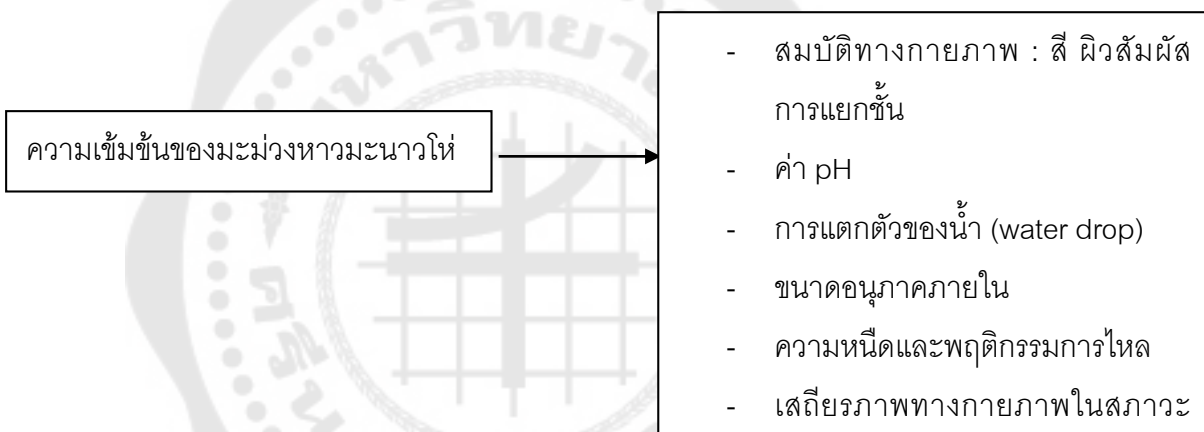 ความเข้มข้นของมะม่วงหาวมะนาวโห่
- สมบัติทางกายภาพ : สี ผิวสัมผัส
การแยกชั้น
- ค่า pH
- การแตกตัวของน้ำ (water drop)
- ขนาดอนุภาคภายใน
- ความหนืดและพฤติกรรมการไหล
- เสถียรภาพทางกายภาพในสภาวะ